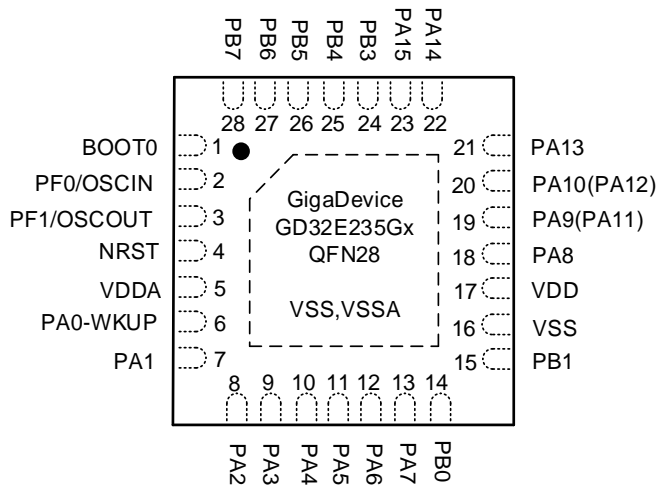 PB7 PB6 PB5 PB4 PB3 PA15 PA14
28 27 26 25 24 23 22
BOOT0 1
PF0/OSCIN 2
PF1/OSCOUT 3
NRST 4
VDDA 5
PA0-WKUP 6
PA1 7
GigaDevice
GD32E235Gx
QFN28
VSS,VSSA
21 PA13
20 PA10(PA12)
19 PA9(PA11)
18 PA8
17 VDD
16 VSS
15 PB1
8 9 10 11 12 13 14
PA2 PA3 PA4 PA5 PA6 PA7 PB0